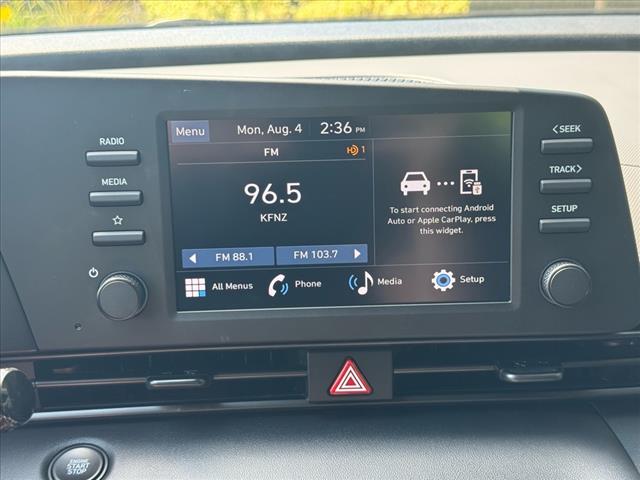 RADIO
MEDIA
☆
Menu
Mon, Aug. 4
2:36 PM
FM
1
96.5
KFNZ
FM 88.1
FM 103.7
To start connecting Android
Auto or Apple CarPlay, press
this widget.
All Menus
Phone
Media
Setup
<SEEK
TRACK>
SETUP
ENGINE
START
STOP